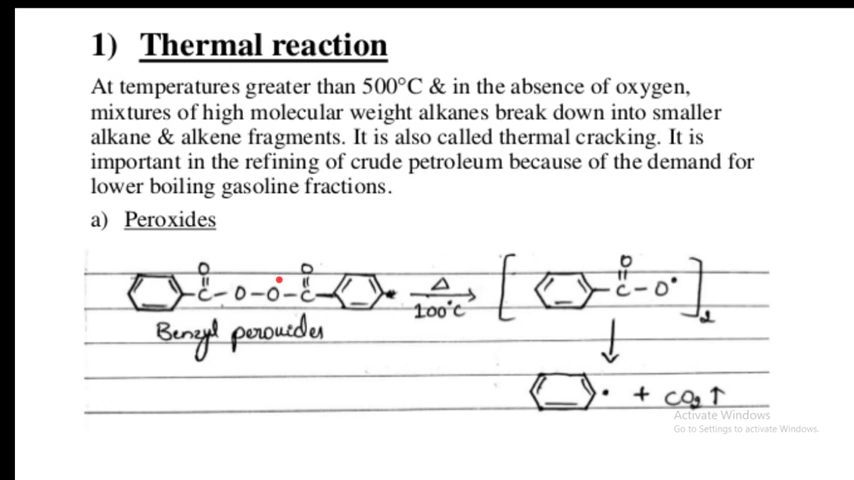 1) Thermal reaction
At temperatures greater than 500°C & in the absence of oxygen,
mixtures of high molecular weight alkanes break down into smaller
alkane & alkene fragments. It is also called thermal cracking. It is
important in the refining of crude petroleum because of the demand for
lower boiling gasoline fractions.
a) Peroxides
O O O
C-O-O-C Δ C-O•
100°C 2
Benzyl perouides
• + CO2 ↑
Activate Windows
Go to Settings to activate Windows.